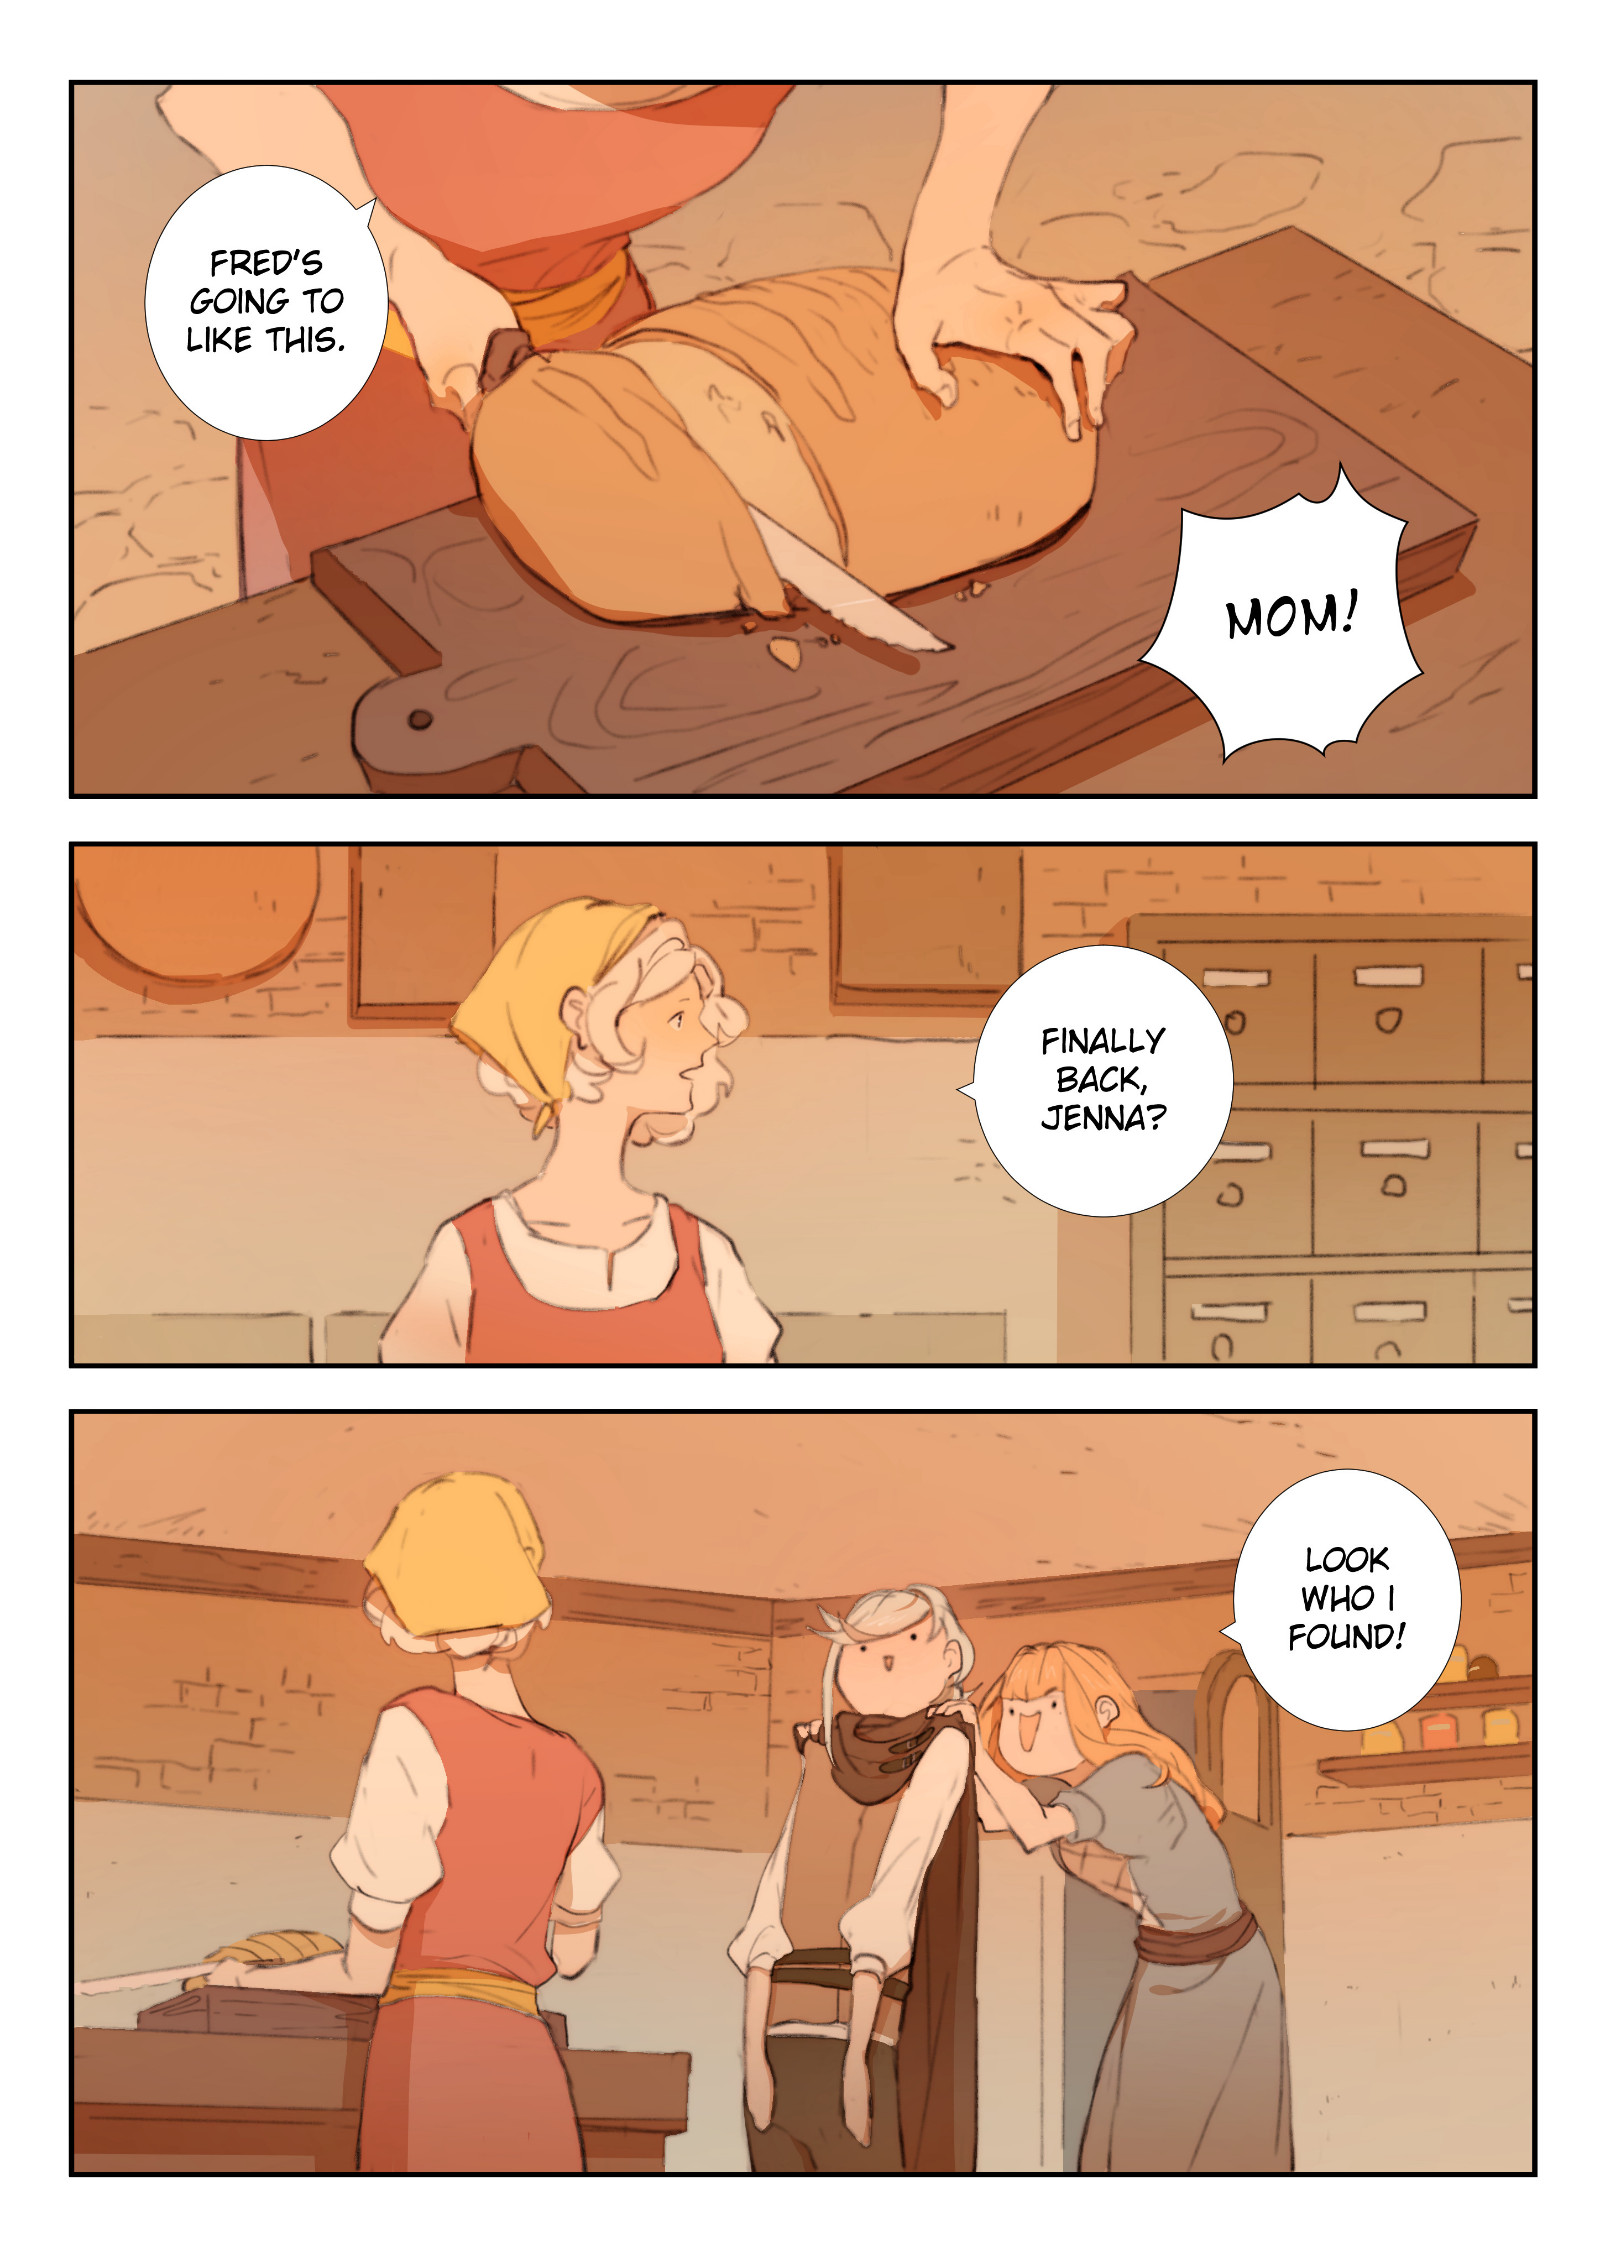 FRED'S
GOING TO
LIKE THIS.
MOM!
FINALLY
BACK,
JENNA?
LOOK
WHO I
FOUND!